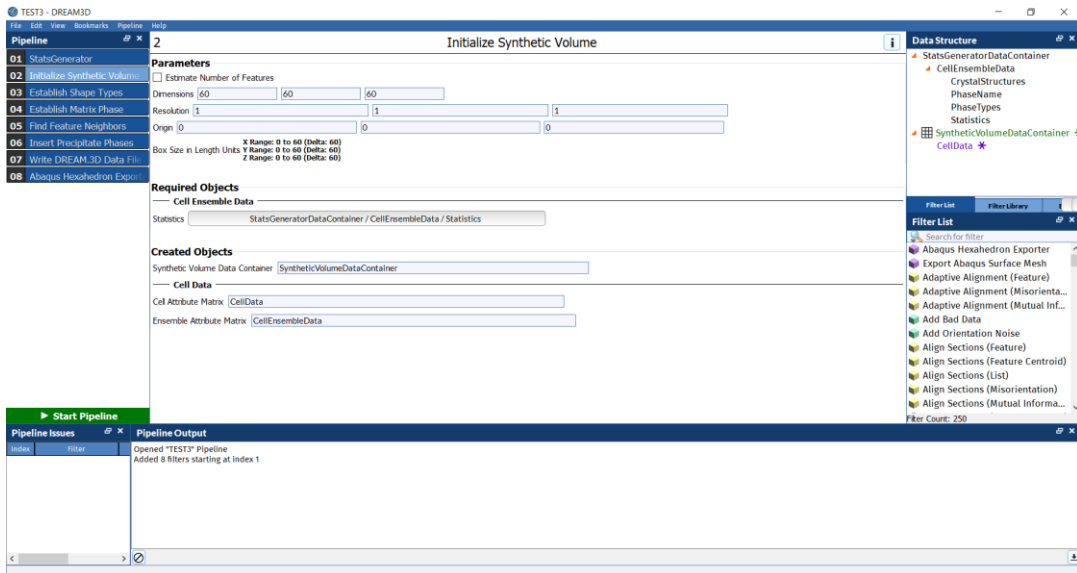 TEST3 - DREAM3D
File Edit View Bookmarks Pipeline Help
Pipeline
01 StatsGenerator
02 Initialize Synthetic Volume
03 Establish Shape Types
04 Establish Matrix Phase
05 Find Feature Neighbors
06 Insert Precipitate Phases
07 Write DREAM.3D Data File
08 Abaqus Hexahedron Export
Start Pipeline
2 Initialize Synthetic Volume i
Parameters
Estimate Number of Features
Dimensions 60 60 60
Resolution 1 1 1
Origin 0 0 0
Box Size in Length Units
X Range: 0 to 60 (Delta: 60)
Y Range: 0 to 60 (Delta: 60)
Z Range: 0 to 60 (Delta: 60)
Required Objects
Cell Ensemble Data
Statistics StatsGeneratorDataContainer / CellEnsembleData / Statistics
Created Objects
Synthetic Volume Data Container SyntheticVolumeDataContainer
Cell Data
Cell Attribute Matrix CellData
Ensemble Attribute Matrix CellEnsembleData
Data Structure
StatsGeneratorDataContainer
CellEnsembleData
CrystalStructures
PhaseName
PhaseTypes
Statistics
SyntheticVolumeDataContainer
CellData
Filter List Filter Library
Filter List
Search for filter
Abaqus Hexahedron Exporter
Export Abaqus Surface Mesh
Adaptive Alignment (Feature)
Adaptive Alignment (Misorienta...
Adaptive Alignment (Mutual Inf...
Add Bad Data
Add Orientation Noise
Align Sections (Feature)
Align Sections (Feature Centroid)
Align Sections (List)
Align Sections (Misorientation)
Align Sections (Mutual Informa...
Filter Count: 250
Pipeline Issues
Index Filter
Pipeline Output
Opened "TEST3" Pipeline
Added 8 filters starting at index 1